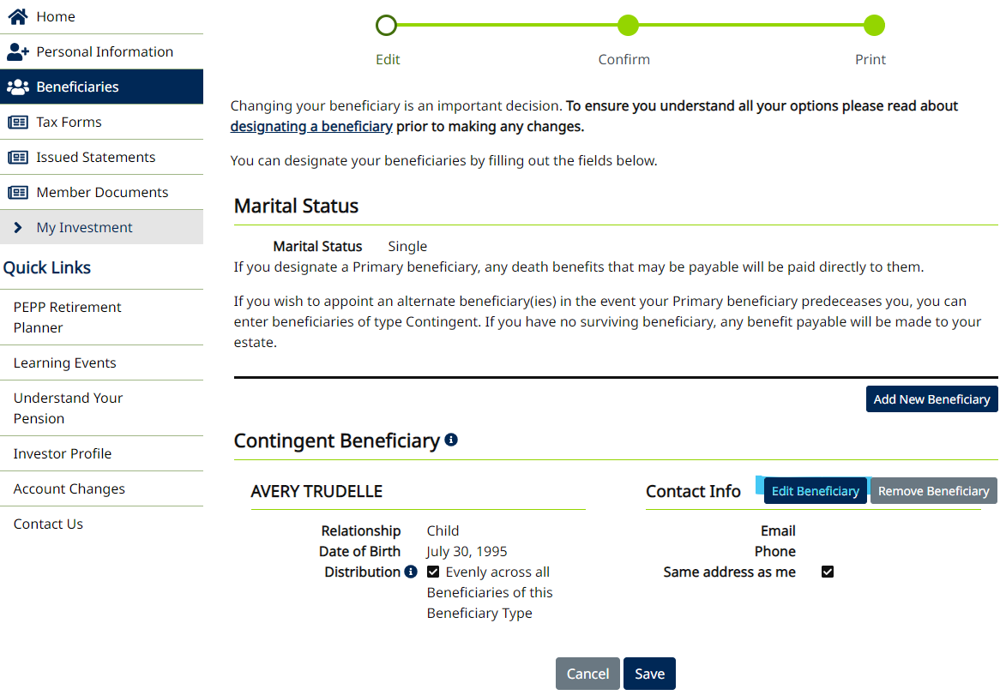 Home
Personal Information
Beneficiaries
Tax Forms
Issued Statements
Member Documents
My Investment
Quick Links
PEPP Retirement
Planner
Learning Events
Understand Your
Pension
Investor Profile
Account Changes
Contact Us
Edit
Confirm
Print
Changing your beneficiary is an important decision. To ensure you understand all your options please read about
designating a beneficiary prior to making any changes.
You can designate your beneficiaries by filling out the fields below.
Marital Status
Marital Status Single
If you designate a Primary beneficiary, any death benefits that may be payable will be paid directly to them.
If you wish to appoint an alternate beneficiary(ies) in the event your Primary beneficiary predeceases you, you can
enter beneficiaries of type Contingent. If you have no surviving beneficiary, any benefit payable will be made to your
estate.
Add New Beneficiary
Contingent Beneficiary
AVERY TRUDELLE
Relationship Child
Date of Birth July 30, 1995
Distribution Evenly across all
Beneficiaries of this
Beneficiary Type
Contact Info
Edit Beneficiary
Remove Beneficiary
Email
Phone
Same address as me
Cancel
Save